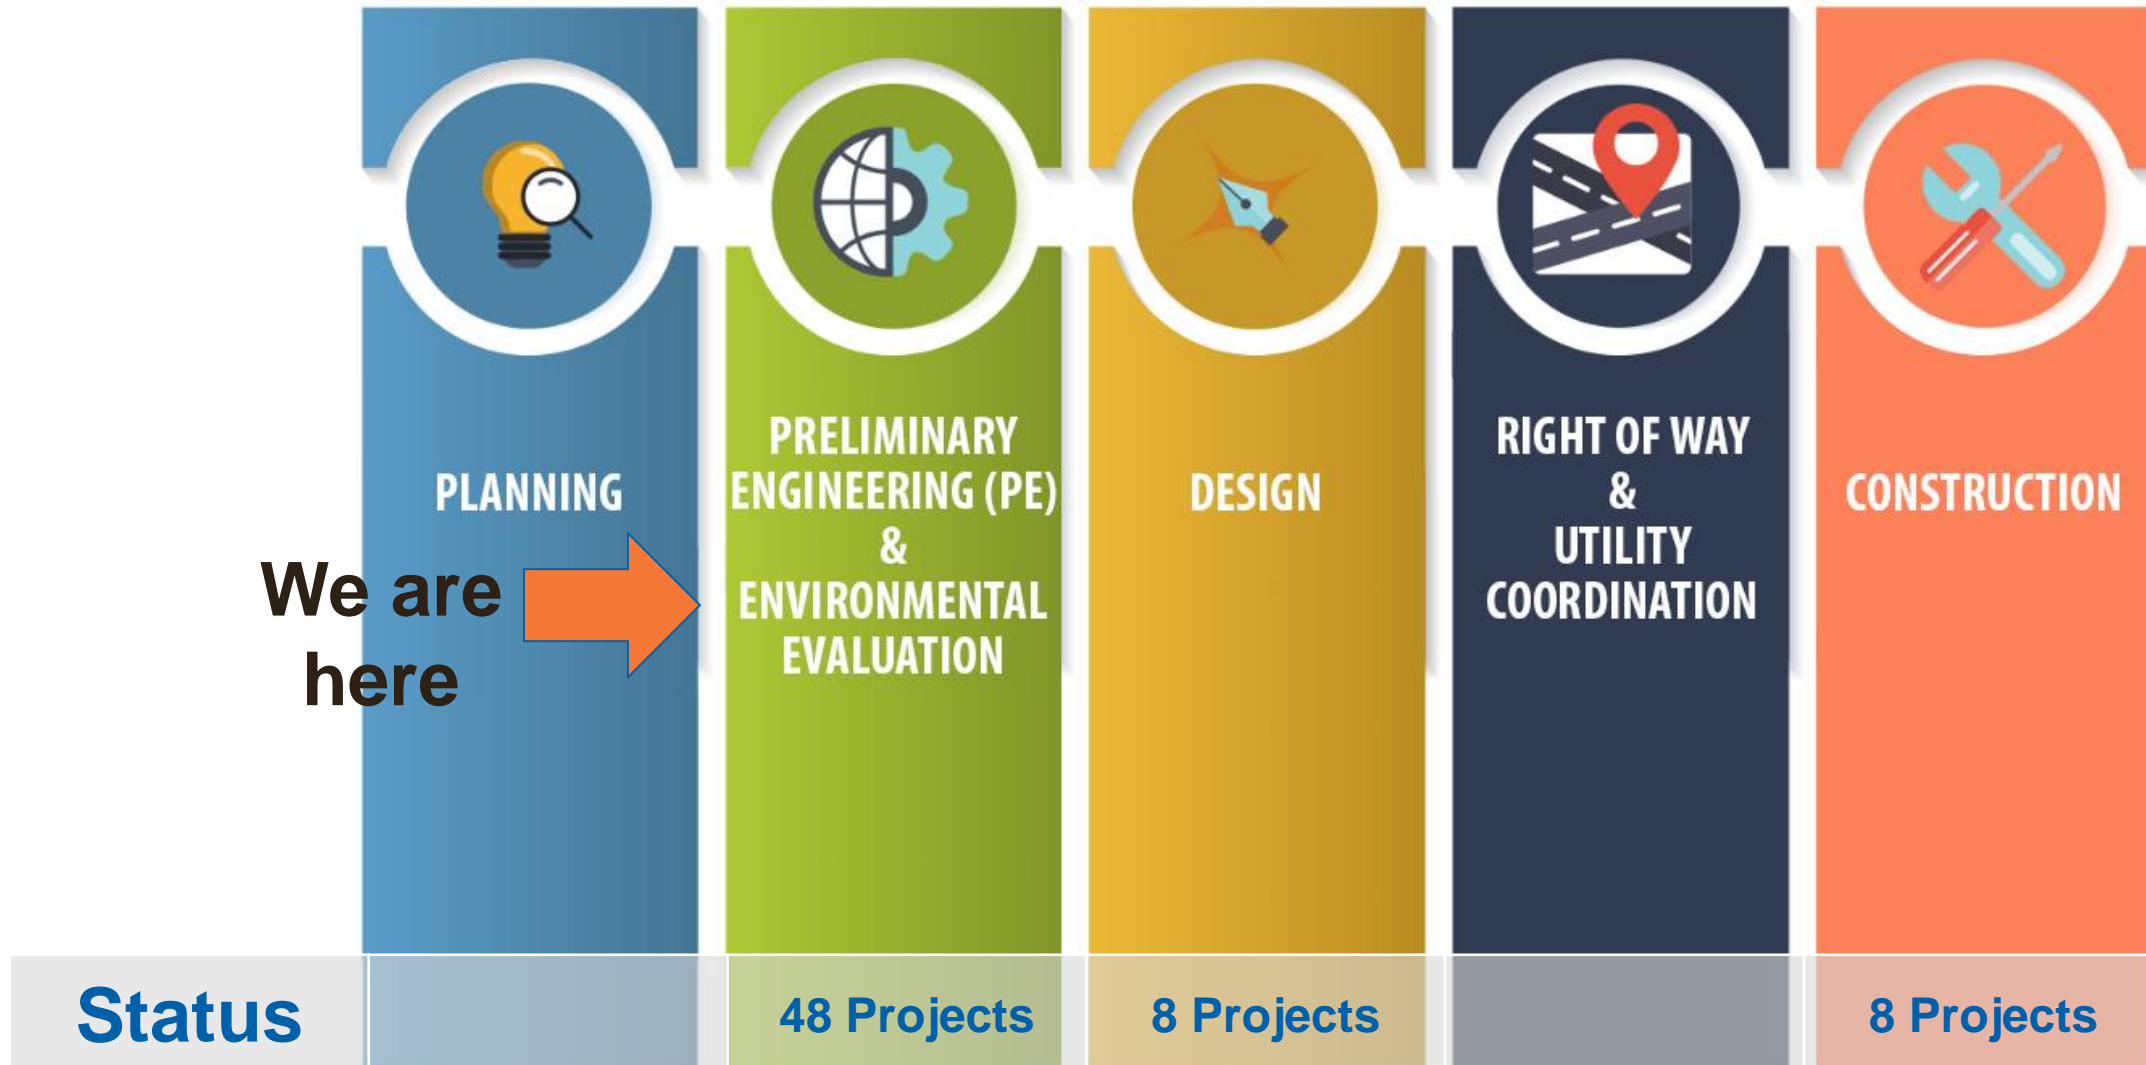 PLANNING
We are
here
PRELIMINARY
ENGINEERING (PE)
&
ENVIRONMENTAL
EVALUATION
DESIGN
RIGHT OF WAY
&
UTILITY
COORDINATION
CONSTRUCTION
Status
48 Projects
8 Projects
8 Projects